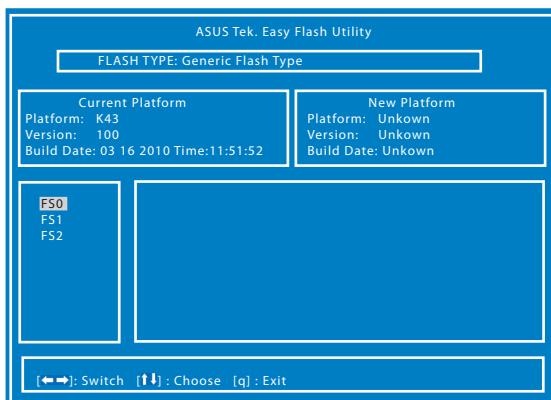 ASUS Tek. Easy Flash Utility
FLASH TYPE: Generic Flash Type
Current Platform
Platform: K43
Version: 100
Build Date: 03 16 2010 Time:11:51:52
New Platform
Platform: Unkown
Version: Unkown
Build Date: Unkown
FS0
FS1
FS2
[←→]: Switch [↑↓] : Choose [q] : Exit